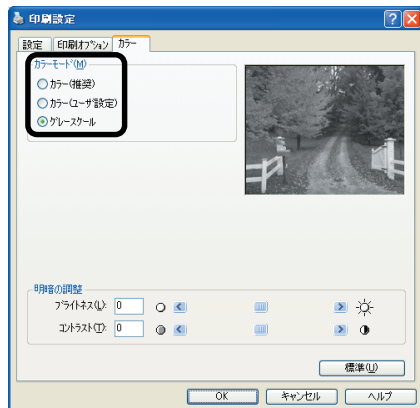 印刷設定
設定 印刷オプション カラー
カラーモード(M)
カラー(推奨)
カラー(ユーザ設定)
グレースケール
明暗の調整
ブライトネス(L): 0
コントラスト(T): 0
標準(U)
OK キャンセル ヘルプ